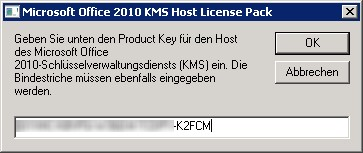 Microsoft Office 2010 KMS Host License Pack
Geben Sie unten den Product Key für den Host
des Microsoft Office
2010-Schlüsselverwaltungsdiensts (KMS) ein. Die
Bindestriche müssen ebenfalls eingegeben
werden.
OK
Abbrechen
-K2FCM